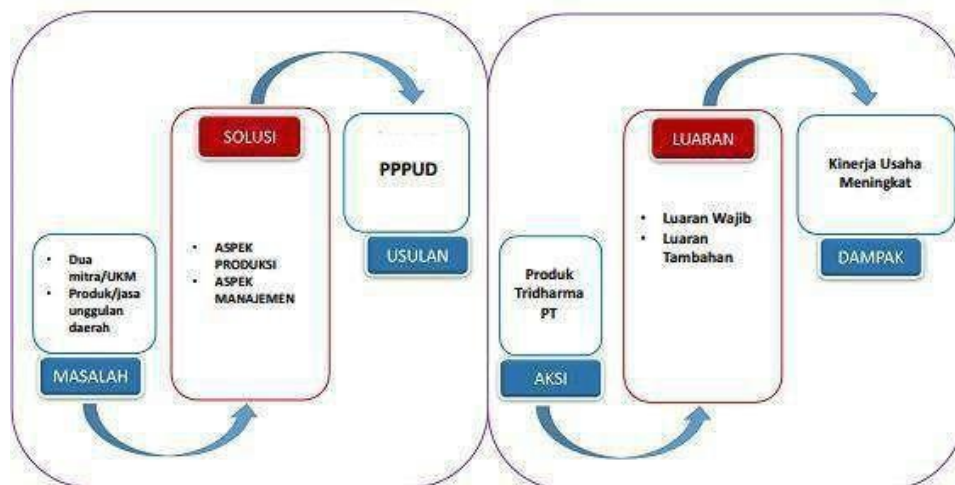 SOLUSI
• ASPEK
PRODUKSI
• ASPEK
MANAJEMEN
PPPUD
USULAN
• Dua
mitra/UKM
• Produk/jasa
unggulan
daerah
MASALAH
LUARAN
• Luaran Wajib
• Luaran
Tambahan
Kinerja Usaha
Meningkat
DAMPAK
Produk
Tridharma
PT
AKSI